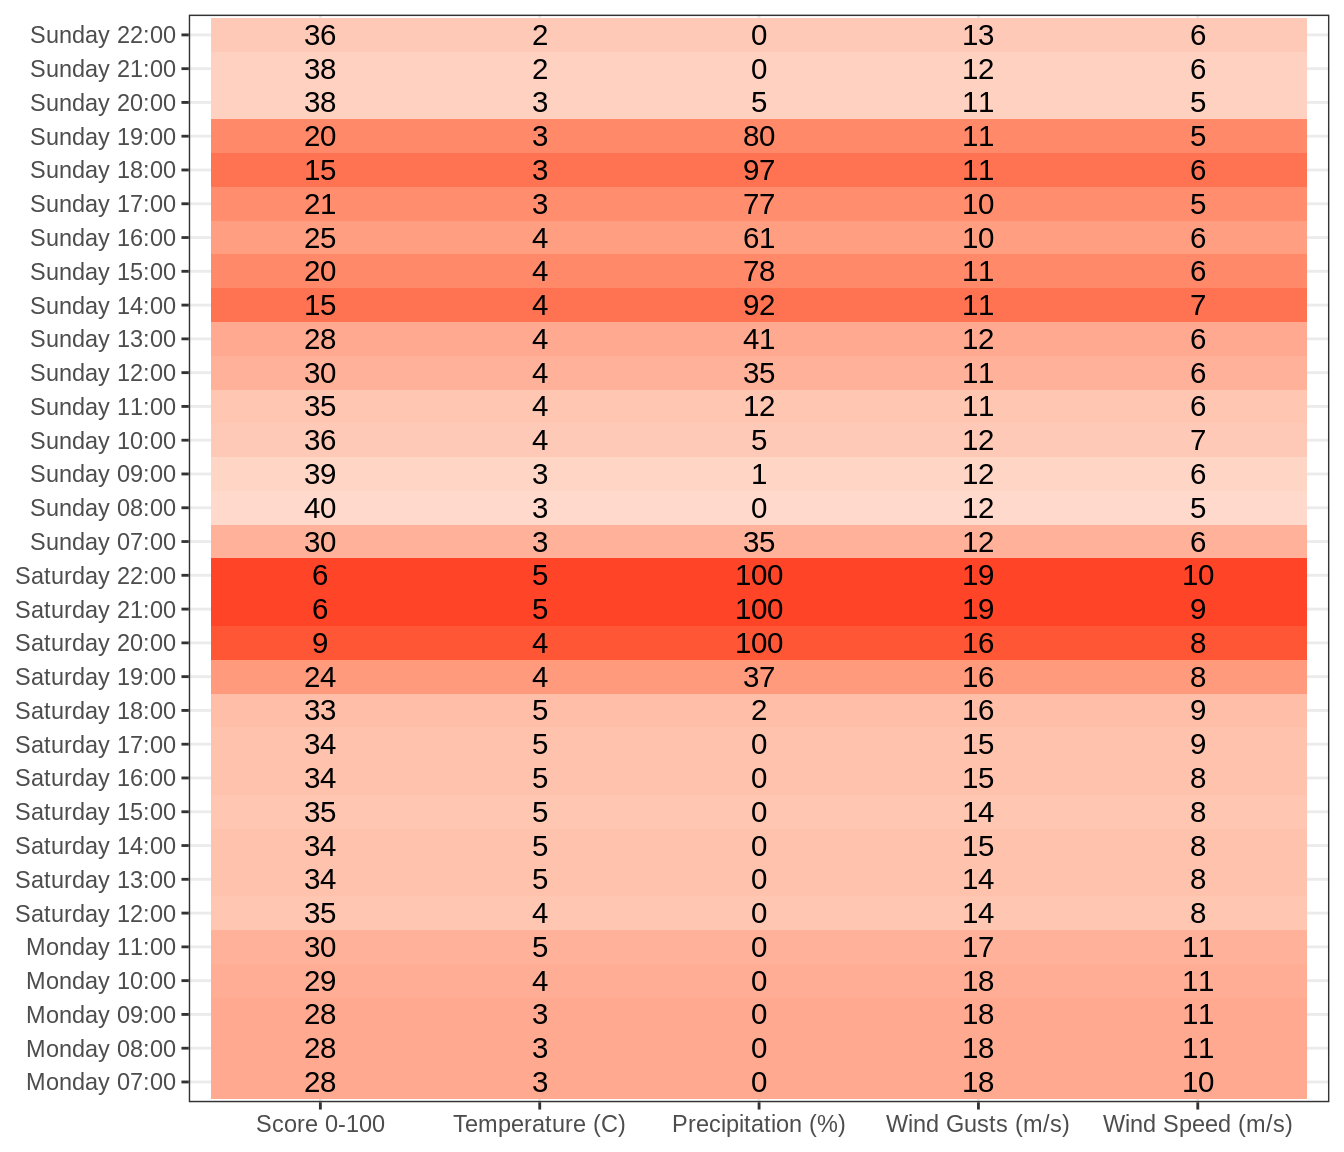 Sunday 22:00 36 2 0 13 6
Sunday 21:00 38 2 0 12 6
Sunday 20:00 38 3 5 11 5
Sunday 19:00 20 3 80 11 5
Sunday 18:00 15 3 97 11 6
Sunday 17:00 21 3 77 10 5
Sunday 16:00 25 4 61 10 6
Sunday 15:00 20 4 78 11 6
Sunday 14:00 15 4 92 11 7
Sunday 13:00 28 4 41 12 6
Sunday 12:00 30 4 35 11 6
Sunday 11:00 35 4 12 11 6
Sunday 10:00 36 4 5 12 7
Sunday 09:00 39 3 1 12 6
Sunday 08:00 40 3 0 12 5
Sunday 07:00 30 3 35 12 6
Saturday 22:00 6 5 100 19 10
Saturday 21:00 6 5 100 19 9
Saturday 20:00 9 4 100 16 8
Saturday 19:00 24 4 37 16 8
Saturday 18:00 33 5 2 16 9
Saturday 17:00 34 5 0 15 9
Saturday 16:00 34 5 0 15 8
Saturday 15:00 35 5 0 14 8
Saturday 14:00 34 5 0 15 8
Saturday 13:00 34 5 0 14 8
Saturday 12:00 35 4 0 14 8
Monday 11:00 30 5 0 17 11
Monday 10:00 29 4 0 18 11
Monday 09:00 28 3 0 18 11
Monday 08:00 28 3 0 18 11
Monday 07:00 28 3 0 18 10
Score 0-100 Temperature (C) Precipitation (%) Wind Gusts (m/s) Wind Speed (m/s)